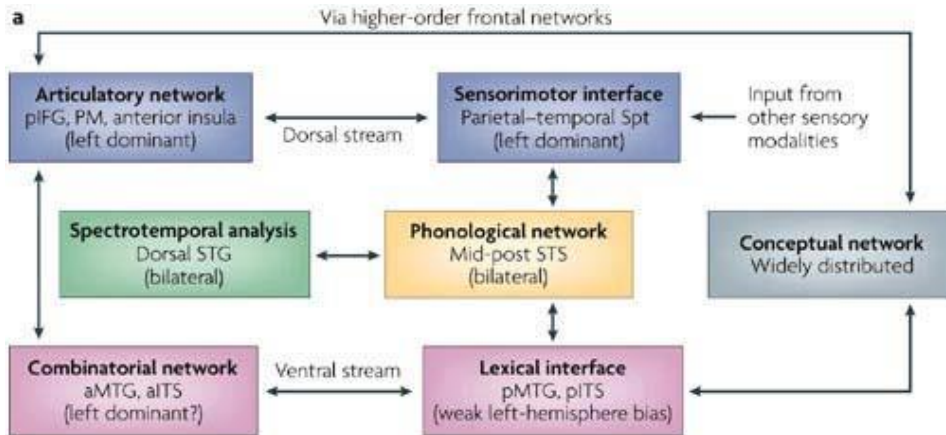 a
Via higher-order frontal networks
Articulatory network
pIFG, PM, anterior insula
(left dominant)
Dorsal stream
Sensorimotor interface
Parietal–temporal Spt
(left dominant)
Input from
other sensory
modalities
Spectrotemporal analysis
Dorsal STG
(bilateral)
Phonological network
Mid-post STS
(bilateral)
Conceptual network
Widely distributed
Combinatorial network
aMTG, aITS
(left dominant?)
Ventral stream
Lexical interface
pMTG, pITS
(weak left-hemisphere bias)